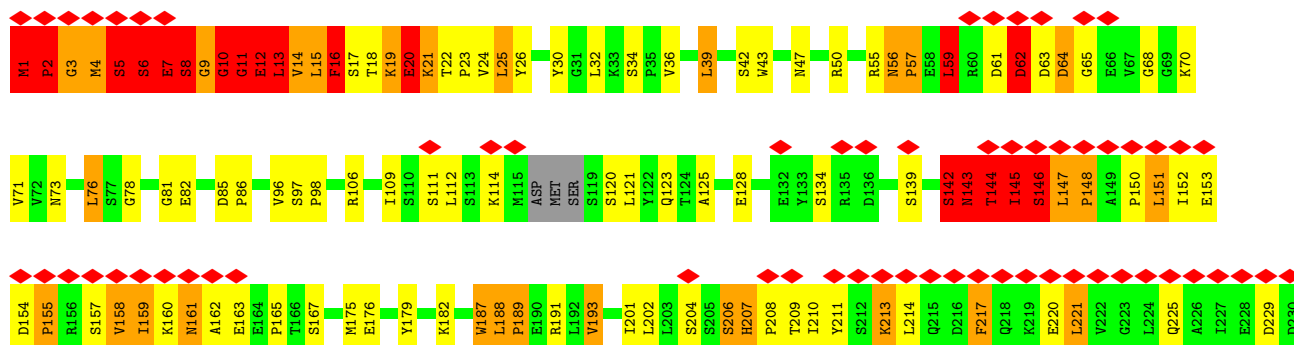 M1 P2 G3 M4 S5 S6 E7 S8 G9 G10 G11 E12 L13 V14 L15 F16 S17 T18 K19 E20 K21 T22 P23 V24 L25 Y26 Y30 G31 L32 K33 S34 P35 V36 L39 S42 W43 N47 R50 R55 N56 P57 E58 L59 R60 D61 D62 D63 D64 G65 E66 V67 G68 G69 K70
V71 V72 N73 L76 S77 G78 G81 E82 D85 P86 V96 S97 P98 R106 I109 S110 S111 L112 S113 K114 M115 ASP MET SER S119 S120 L121 Y122 Q123 T124 A125 E128 E132 Y133 S134 R135 D136 S139 S142 N143 T144 I145 S146 L147 P148 A149 P150 L151 I152 E153
D154 P155 R156 S157 V158 I159 K160 N161 A162 E163 E164 P165 T166 S167 M175 E176 Y179 K182 W187 L188 P189 E190 R191 L192 V193 I201 L202 L203 S204 S205 S206 H207 P208 T209 I210 Y211 S212 K213 L214 Q215 D216 F217 Q218 K219 E220 L221 V222 G223 L224 Q225 A226 I227 E228 D229 D230